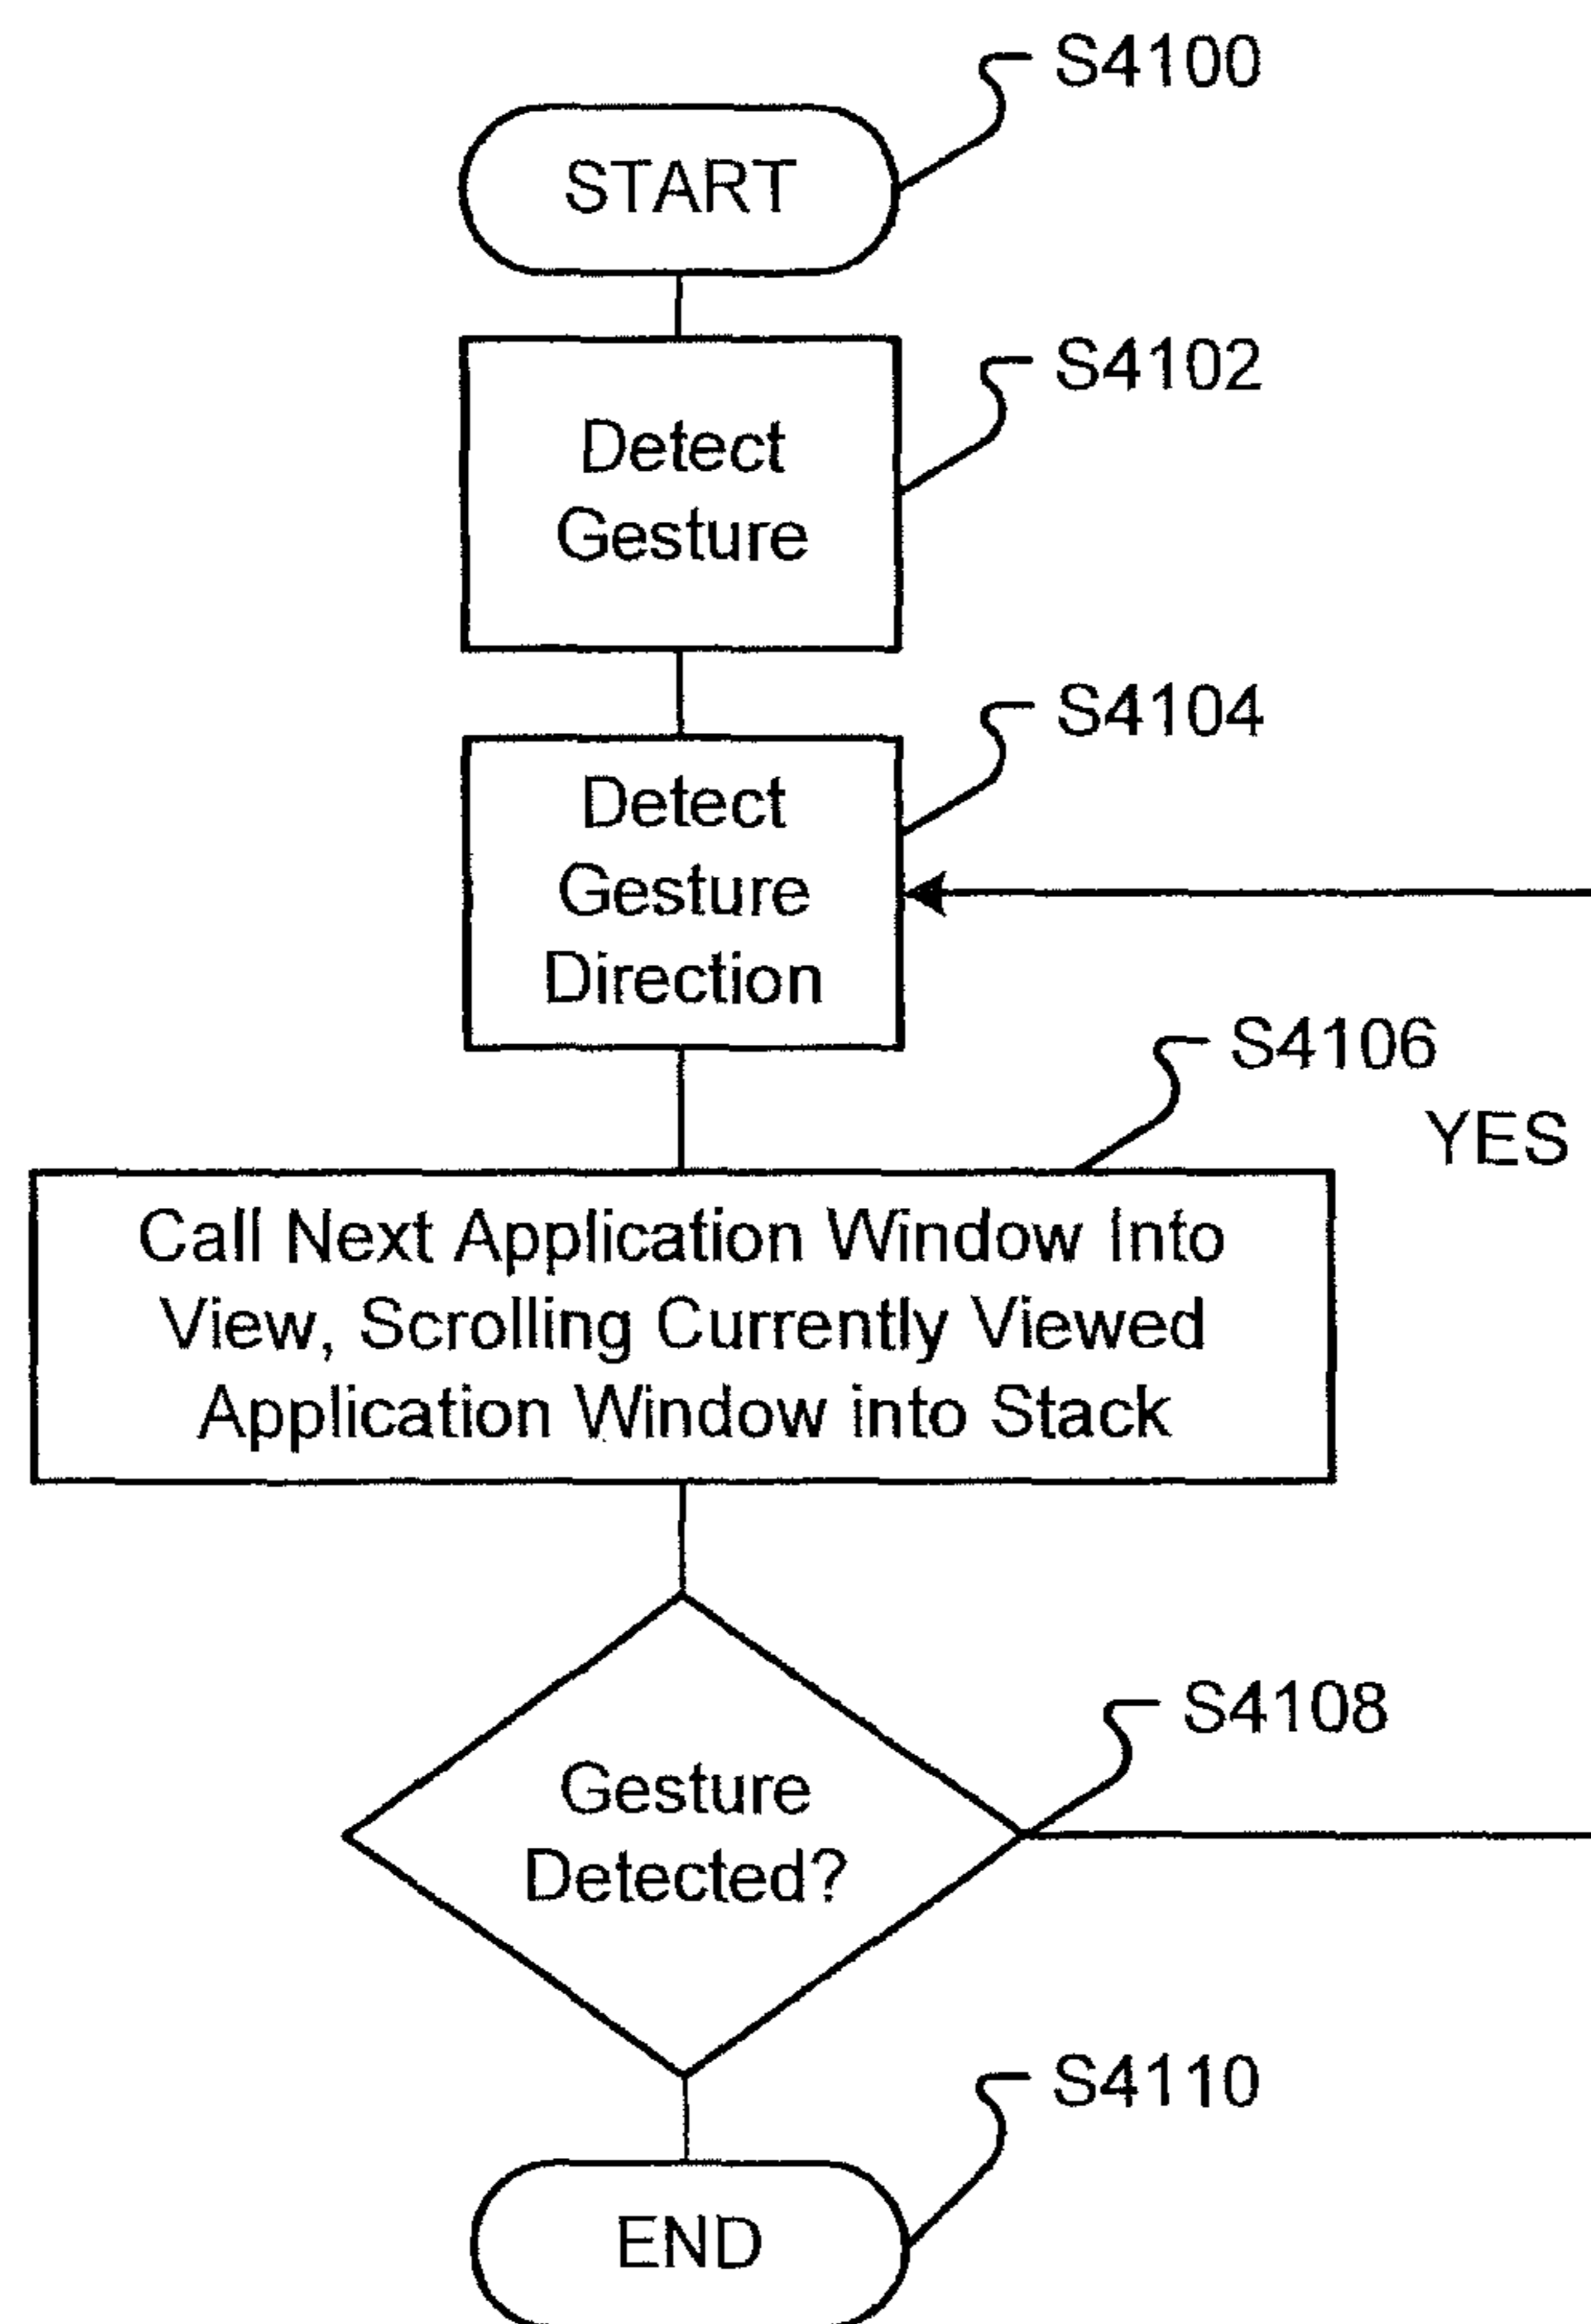 S4100
START
S4102
Detect
Gesture
S4104
Detect
Gesture
Direction
S4106
YES
Call Next Application Window Into
View, Scrolling Currently Viewed
Application Window into Stack
S4108
Gesture
Detected?
S4110
END